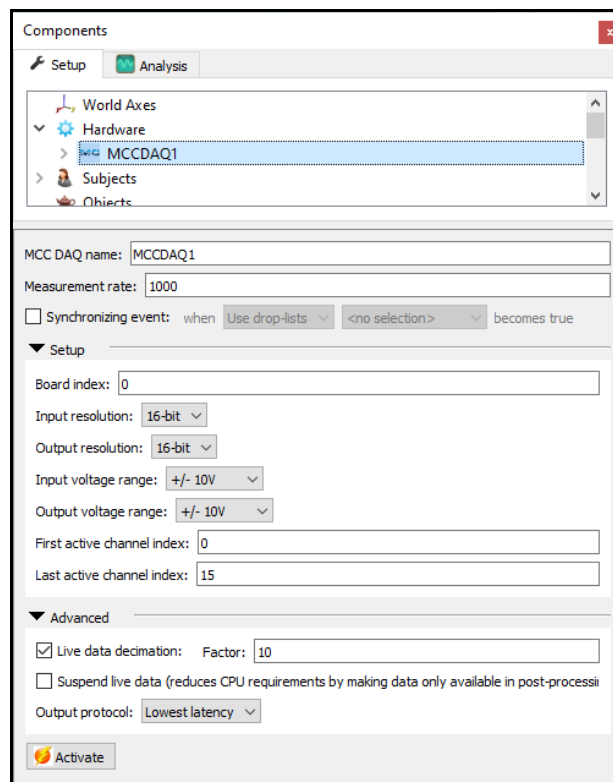 Components
Setup Analysis
World Axes
Hardware
MCCDAQ1
Subjects
Objects
MCC DAQ name: MCCDAQ1
Measurement rate: 1000
Synchronizing event: when Use drop-lists <no selection> becomes true
Setup
Board index: 0
Input resolution: 16-bit
Output resolution: 16-bit
Input voltage range: +/- 10V
Output voltage range: +/- 10V
First active channel index: 0
Last active channel index: 15
Advanced
Live data decimation: Factor: 10
Suspend live data (reduces CPU requirements by making data only available in post-processin
Output protocol: Lowest latency
Activate